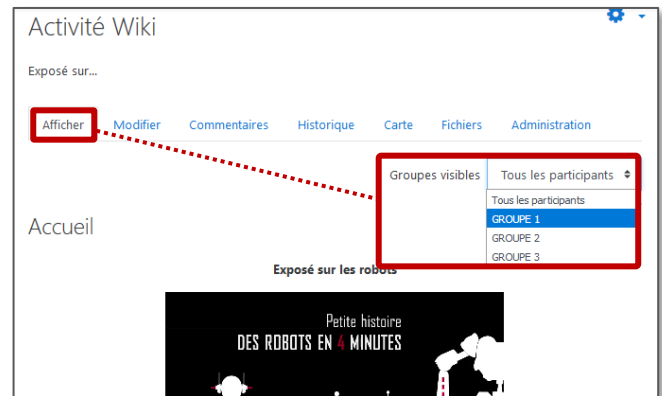 Activité Wiki
Exposé sur...
Afficher Modifier Commentaires Historique Carte Fichiers Administration
Groupes visibles Tous les participants
Tous les participants
GROUPE 1
GROUPE 2
GROUPE 3
Accueil
Exposé sur les robots
Petite histoire
DES ROBOTS EN 4 MINUTES